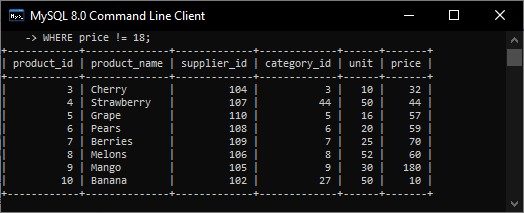 MySQL 8.0 Command Line Client
-> WHERE price != 18;
+------------+--------------+-------------+-------------+------+-------+
| product_id | product_name | supplier_id | category_id | unit | price |
+------------+--------------+-------------+-------------+------+-------+
| 3 | Cherry | 104 | 3 | 10 | 32 |
| 4 | Strawberry | 107 | 44 | 50 | 44 |
| 5 | Grape | 110 | 5 | 16 | 57 |
| 6 | Pears | 108 | 6 | 20 | 59 |
| 7 | Berries | 109 | 7 | 25 | 70 |
| 8 | Melons | 106 | 8 | 52 | 60 |
| 9 | Mango | 105 | 9 | 30 | 180 |
| 10 | Banana | 102 | 27 | 50 | 10 |
+------------+--------------+-------------+-------------+------+-------+